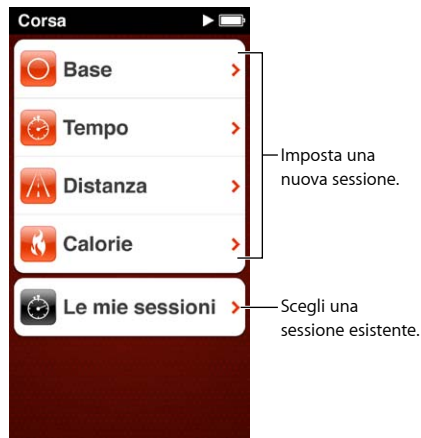 Corsa
Base
Tempo
Distanza
Calorie
Le mie sessioni
Imposta una
nuova sessione.
Scegli una
sessione esistente.